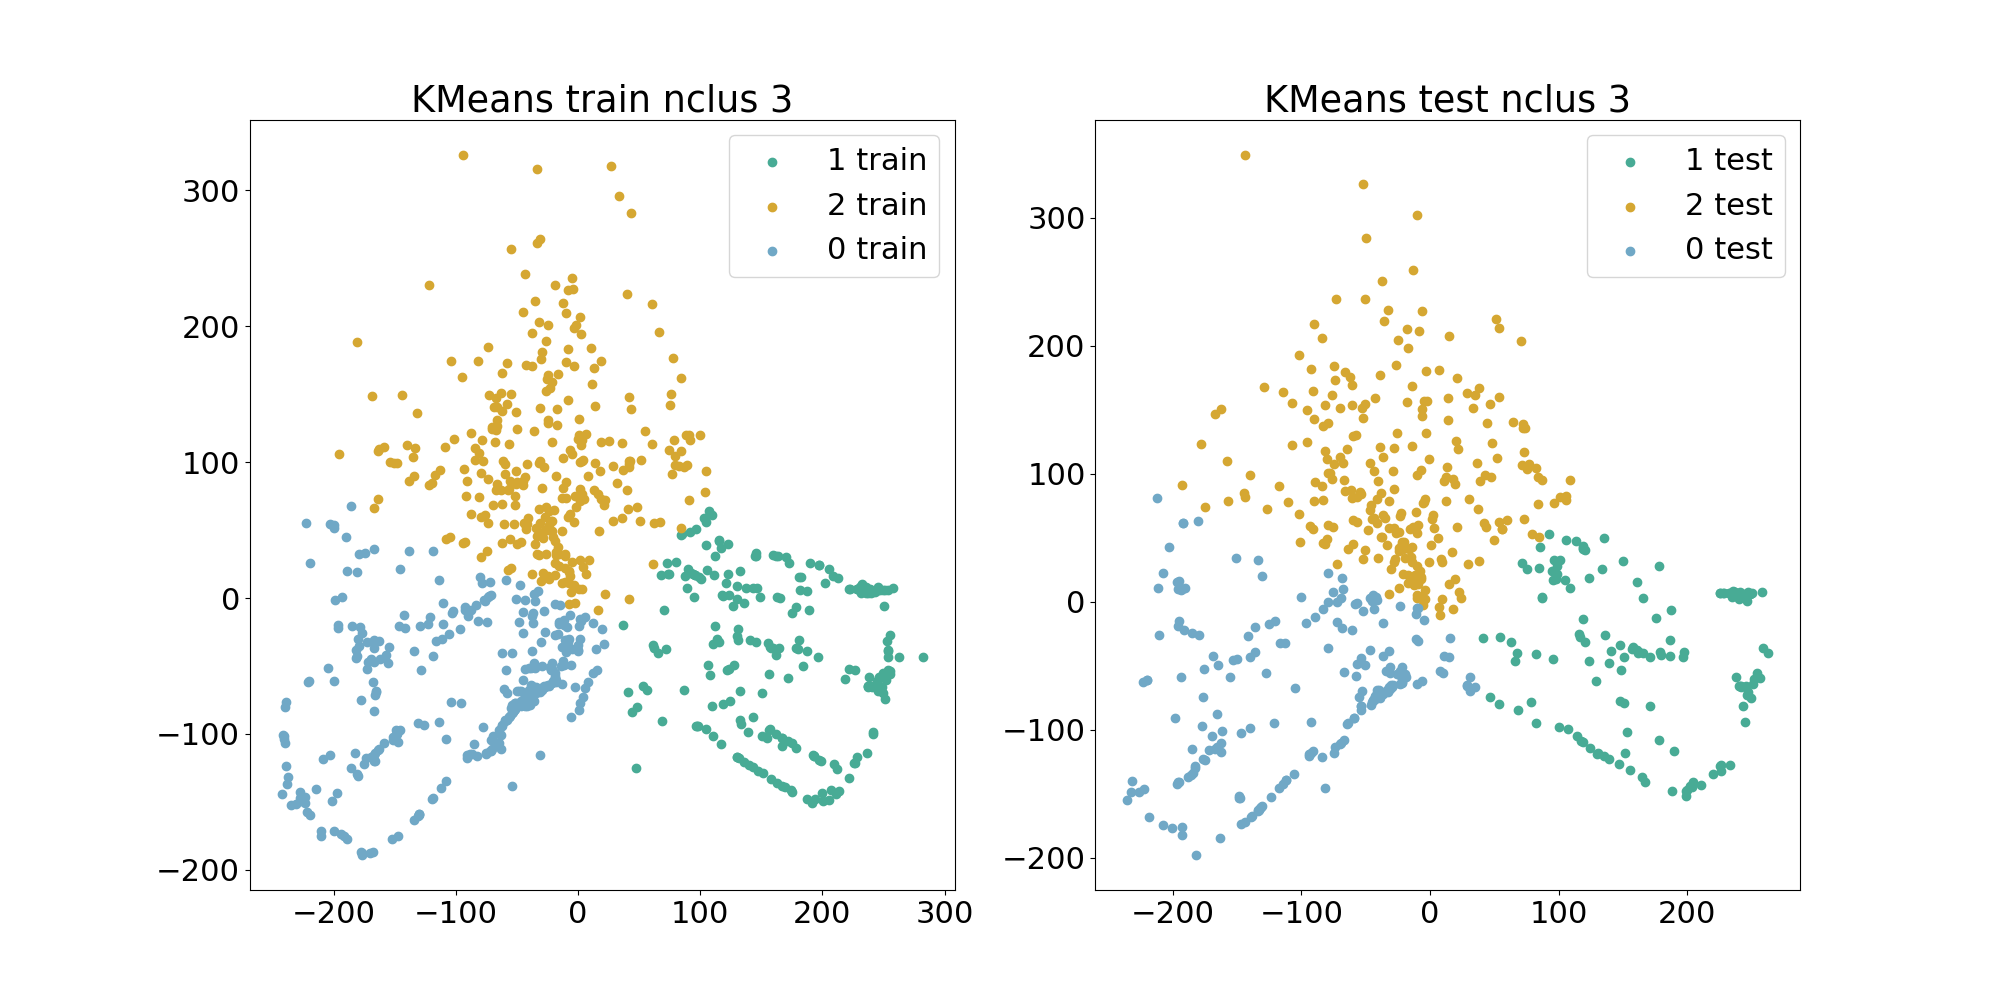 KMeans train nclus 3
1 train
2 train
0 train
300
200
100
0
−100
−200
−200 −100 0 100 200 300
KMeans test nclus 3
1 test
2 test
0 test
300
200
100
0
−100
−200
−200 −100 0 100 200